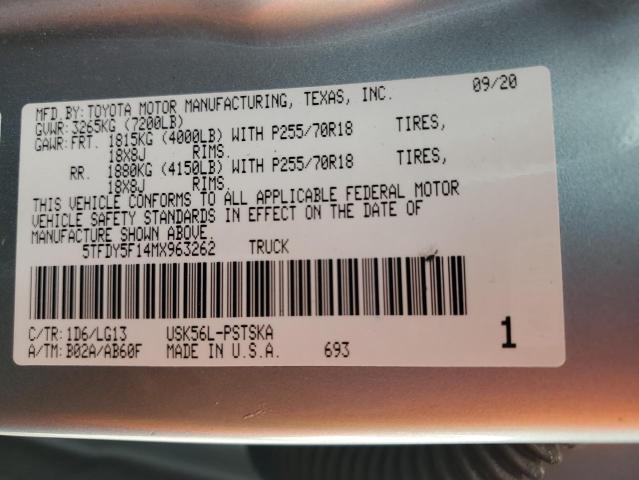 MFD.BY: TOYOTA MOTOR MANUFACTURING, TEXAS, INC. 09/20
GVWR: 3265KG (7200LB)
GAWR: FRT. 1815KG (4000LB) WITH P255/70R18 TIRES,
18X8J RIMS.
RR. 1880KG (4150LB) WITH P255/70R18 TIRES,
18X8J RIMS.
THIS VEHICLE CONFORMS TO ALL APPLICABLE FEDERAL MOTOR
VEHICLE SAFETY STANDARDS IN EFFECT ON THE DATE OF
MANUFACTURE SHOWN ABOVE.
5TFDY5F14MX963262 TRUCK
C/TR: 1D6/LG13 USK56L-PSTSKA
A/TM: B02A/AB60F MADE IN U.S.A. 693 1